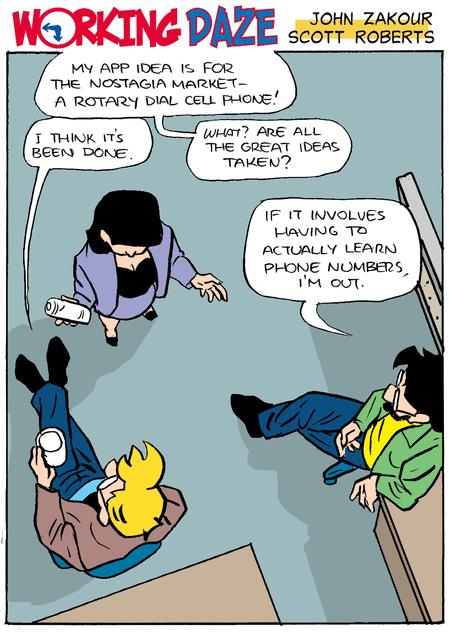 WORKING DAZE
JOHN ZAKOUR
SCOTT ROBERTS
MY APP IDEA IS FOR
THE NOSTAGIA MARKET–
A ROTARY DIAL CELL PHONE!
I THINK IT'S
BEEN DONE.
WHAT? ARE ALL
THE GREAT IDEAS
TAKEN?
IF IT INVOLVES
HAVING TO
ACTUALLY LEARN
PHONE NUMBERS,
I'M OUT.